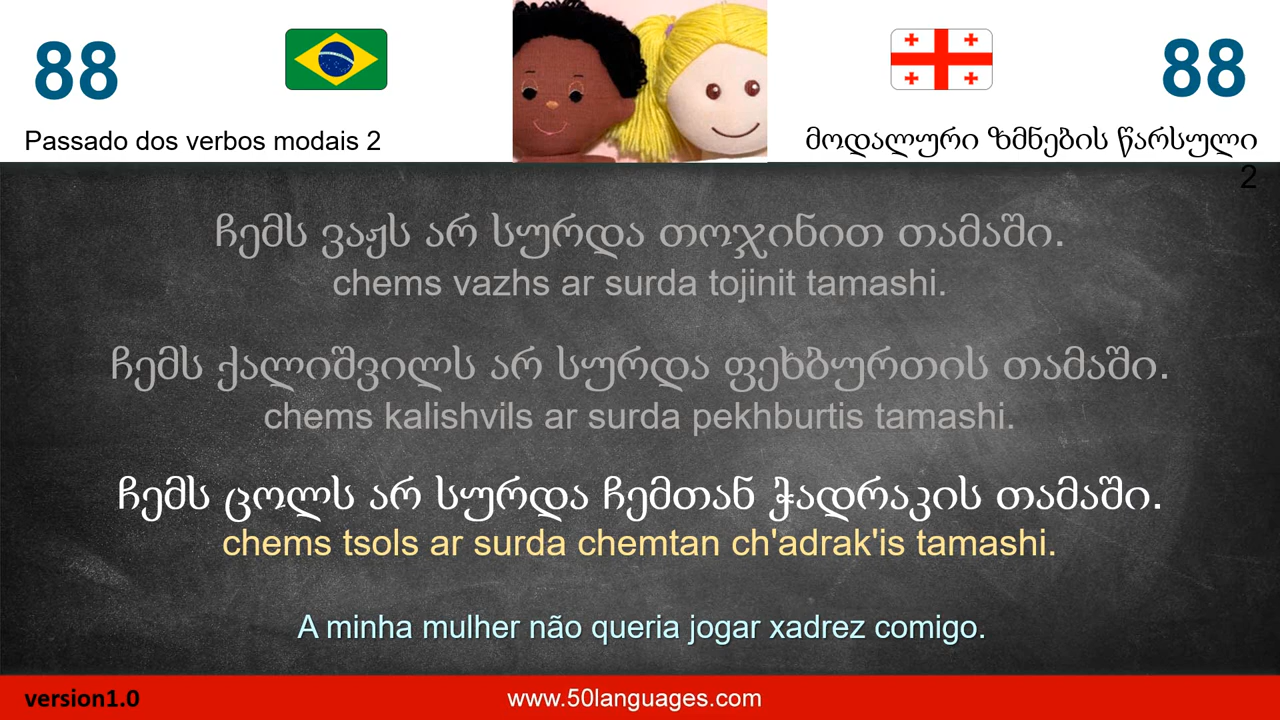 88
88
Passado dos verbos modais 2
მოდალური ზმნების წარსული
2
ჩემს ვაჟს არ სურდა თოჯინით თამაში.
chems vazhs ar surda tojinit tamashi.
ჩემს ქალიშვილს არ სურდა ფეხბურთის თამაში.
chems kalishvils ar surda pekhburtis tamashi.
ჩემს ცოლს არ სურდა ჩემთან ჭადრაკის თამაში.
chems tsols ar surda chemtan ch'adrak'is tamashi.
A minha mulher não queria jogar xadrez comigo.
version1.0
www.50languages.com